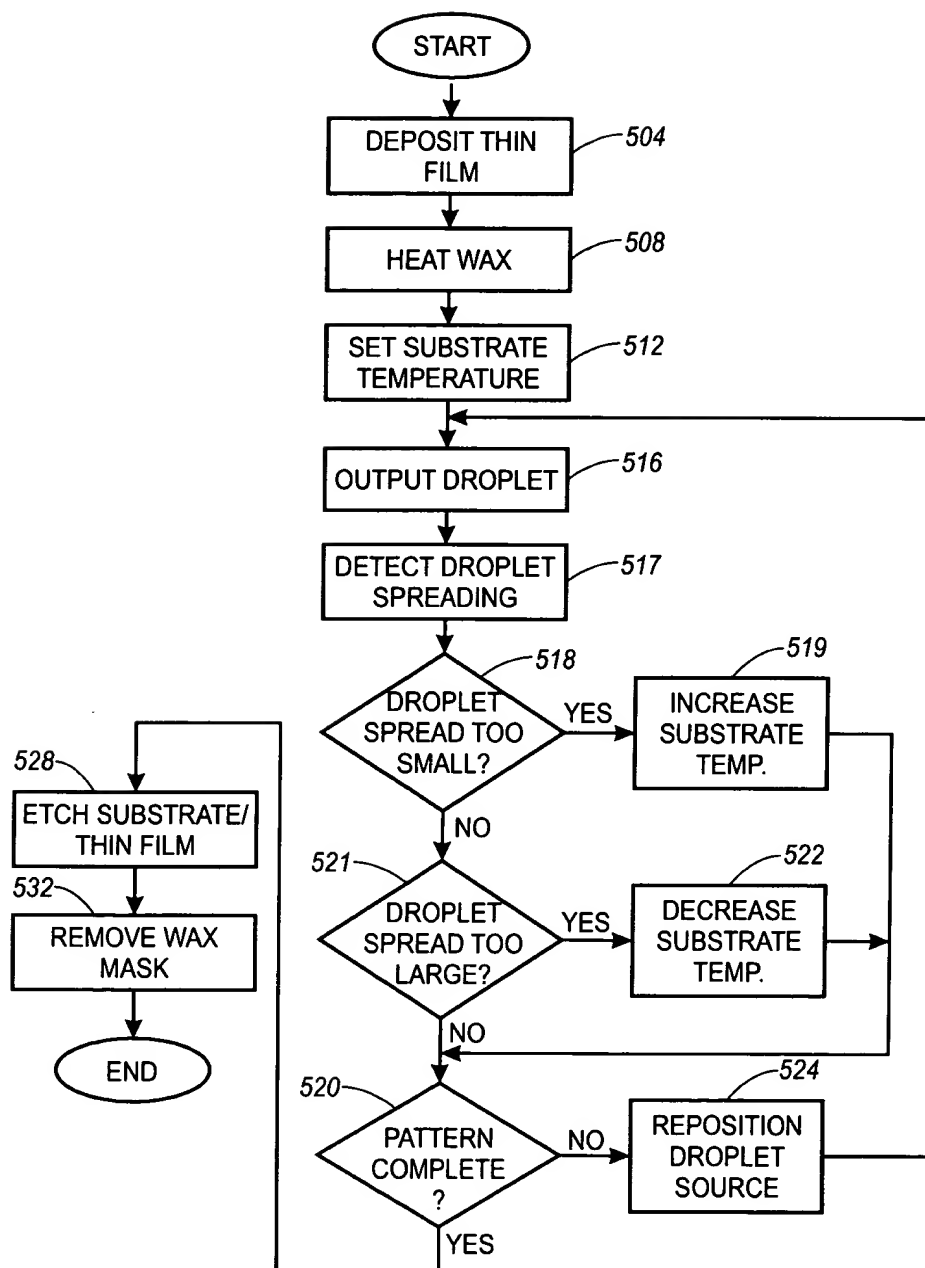 START
DEPOSIT THIN
FILM
504
HEAT WAX
508
SET SUBSTRATE
TEMPERATURE
512
OUTPUT DROPLET
516
DETECT DROPLET
SPREADING
517
518
DROPLET
SPREAD TOO
SMALL?
YES
519
INCREASE
SUBSTRATE
TEMP.
NO
521
DROPLET
SPREAD TOO
LARGE?
YES
522
DECREASE
SUBSTRATE
TEMP.
NO
520
PATTERN
COMPLETE
?
NO
524
REPOSITION
DROPLET
SOURCE
YES
528
ETCH SUBSTRATE/
THIN FILM
532
REMOVE WAX
MASK
END